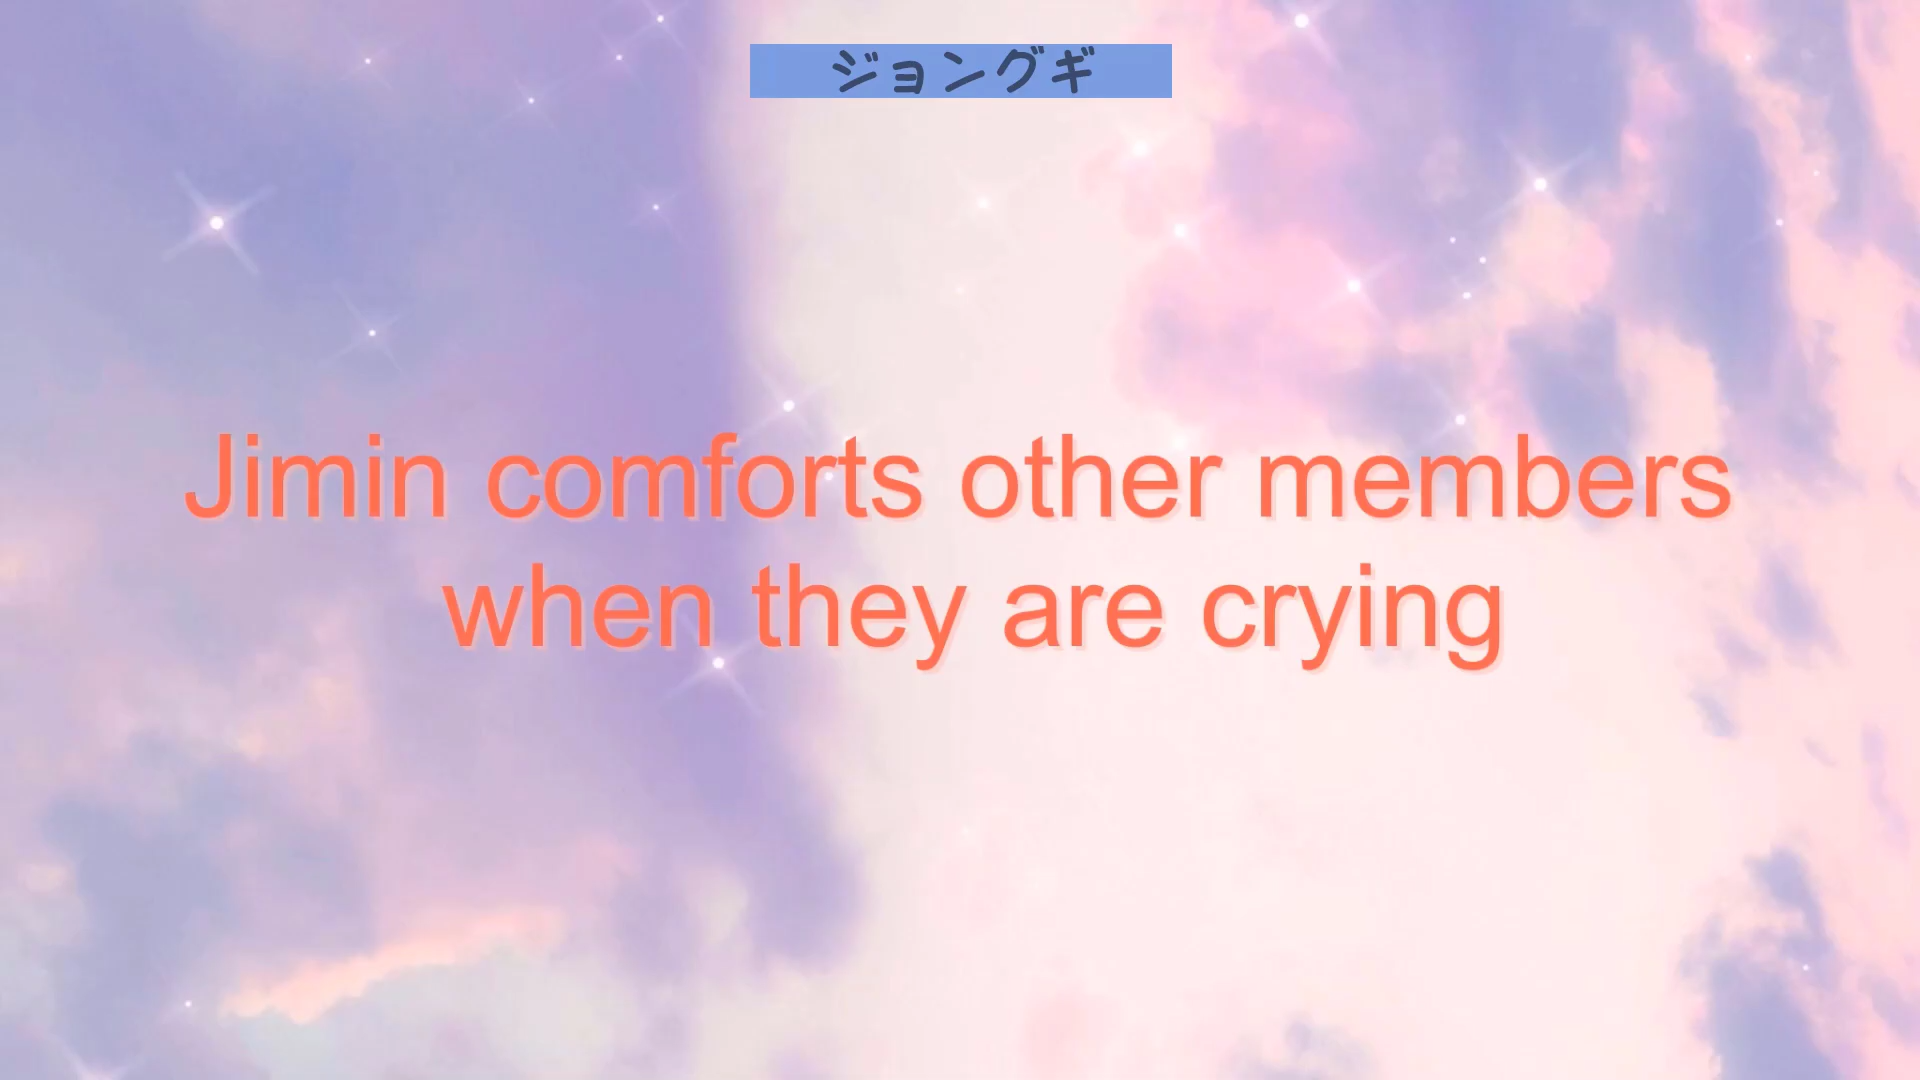 ジョングギ
Jimin comforts other members
when they are crying